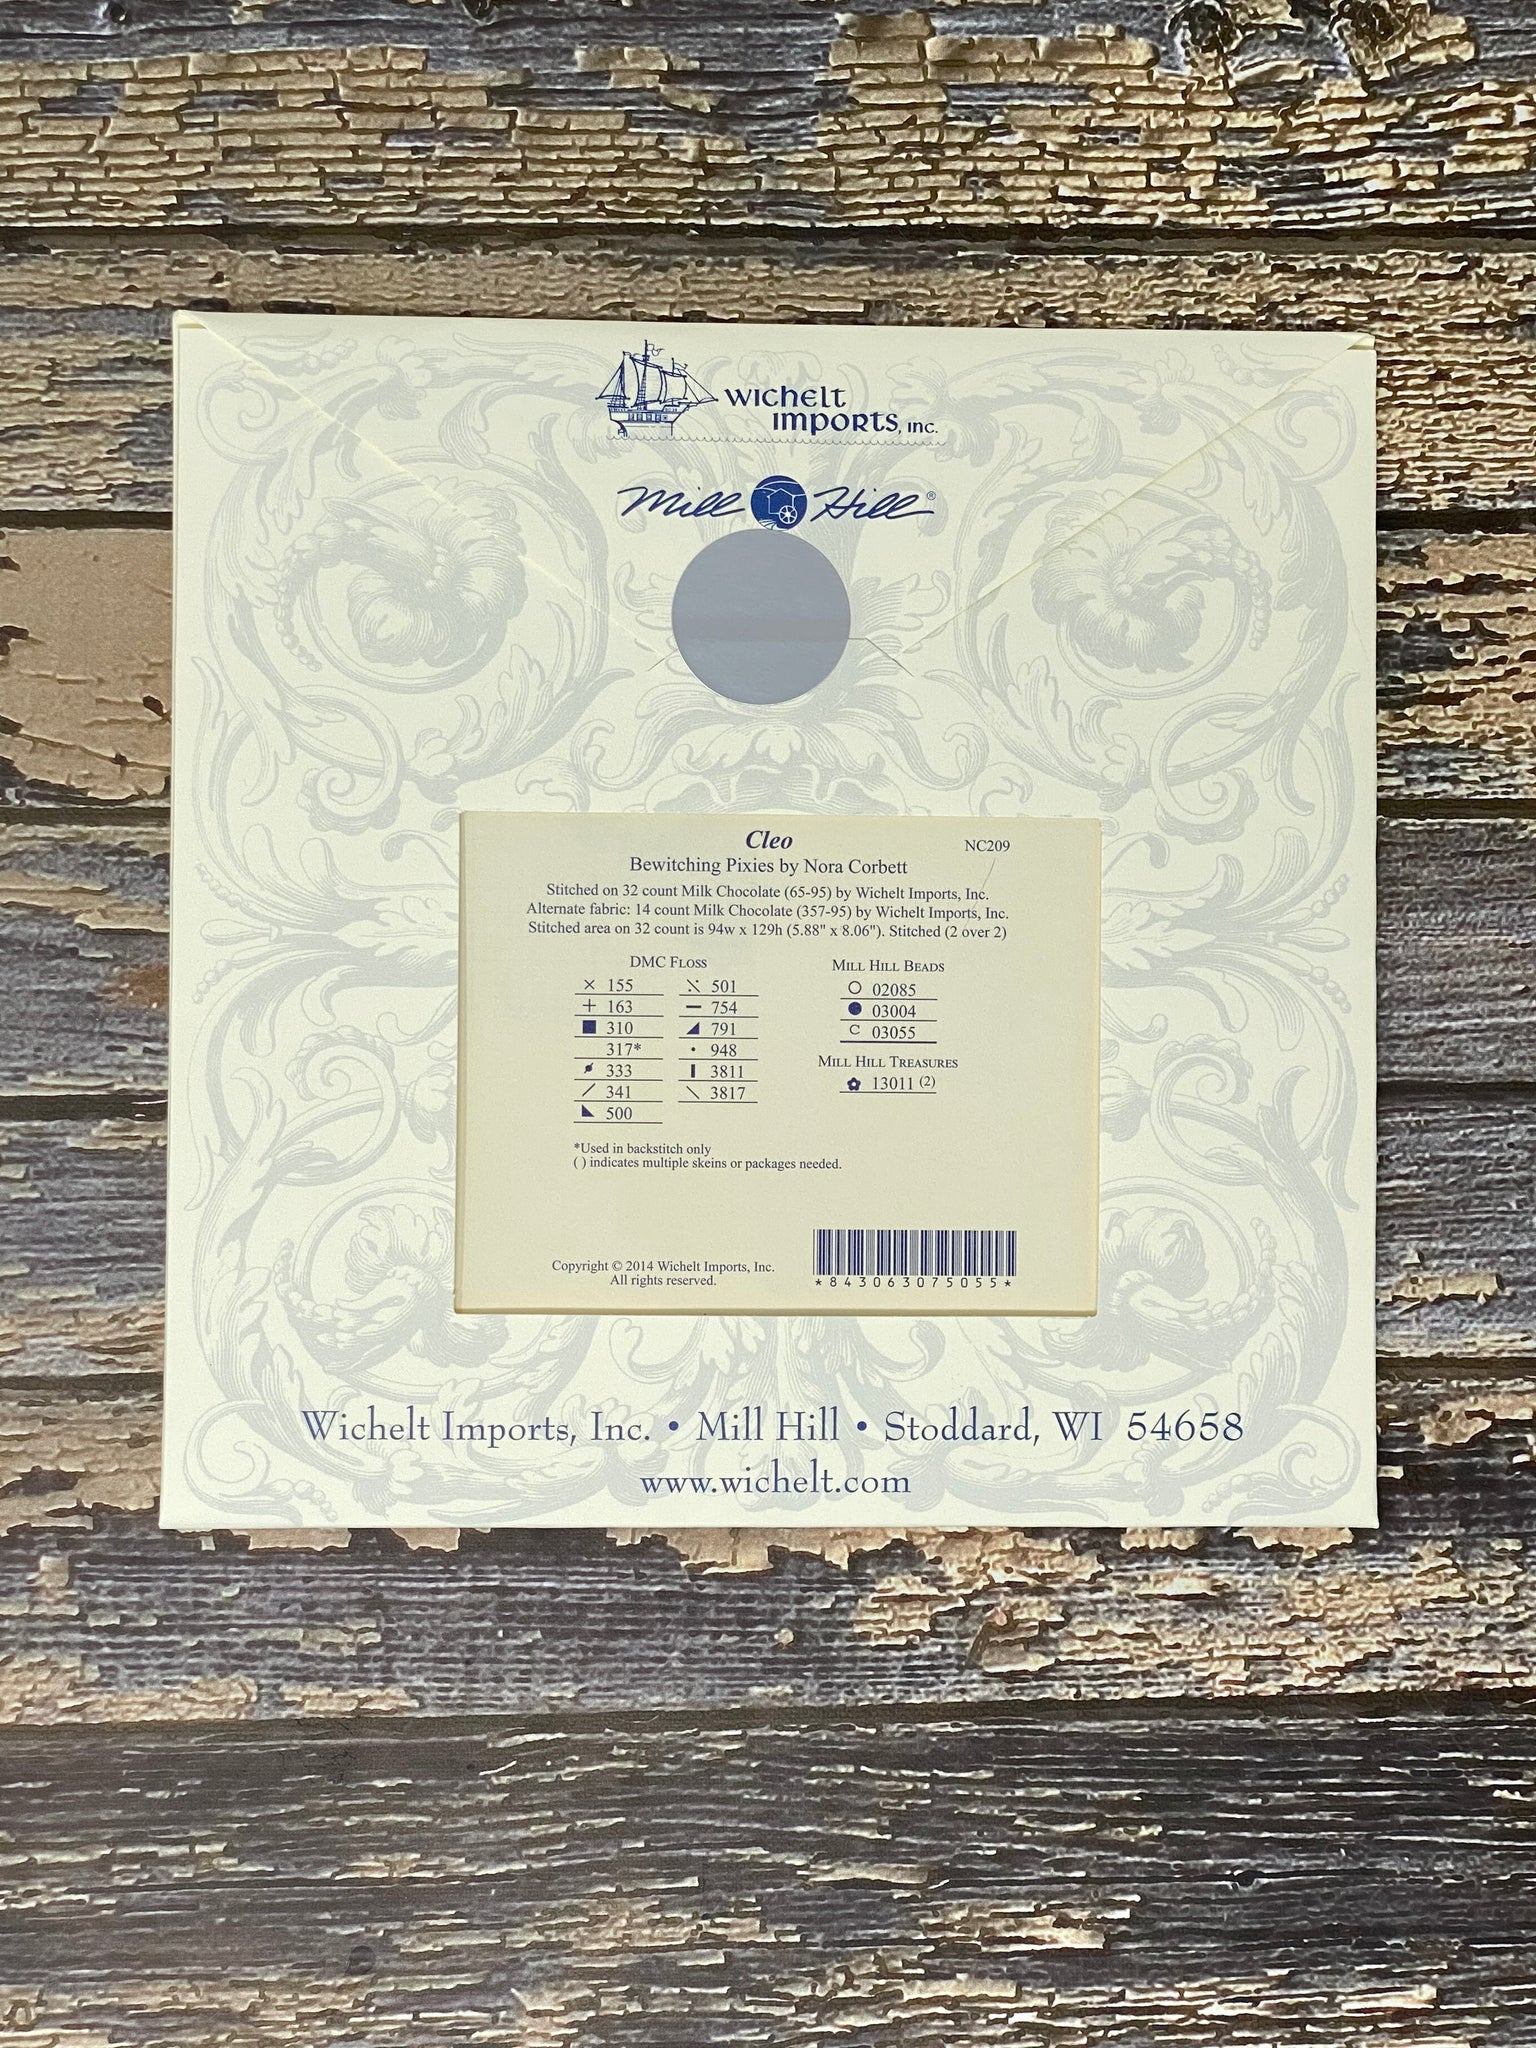 Wichelt
Imports, Inc.
Mill Hill®
Cleo
NC209
Bewitching Pixies by Nora Corbett
Stitched on 32 count Milk Chocolate (65-95) by Wichelt Imports, Inc.
Alternate fabric: 14 count Milk Chocolate (357-95) by Wichelt Imports, Inc.
Stitched area on 32 count is 94w x 129h (5.88" x 8.06"). Stitched (2 over 2)
DMC Floss
155
163
310
317*
333
341
500
501
754
791
948
3811
3817
Mill Hill Beads
02085
03004
03055
Mill Hill Treasures
13011 (2)
*Used in backstitch only
( ) indicates multiple skeins or packages needed.
Copyright © 2014 Wichelt Imports, Inc.
All rights reserved.
*843063075055*
Wichelt Imports, Inc. • Mill Hill • Stoddard, WI 54658
www.wichelt.com